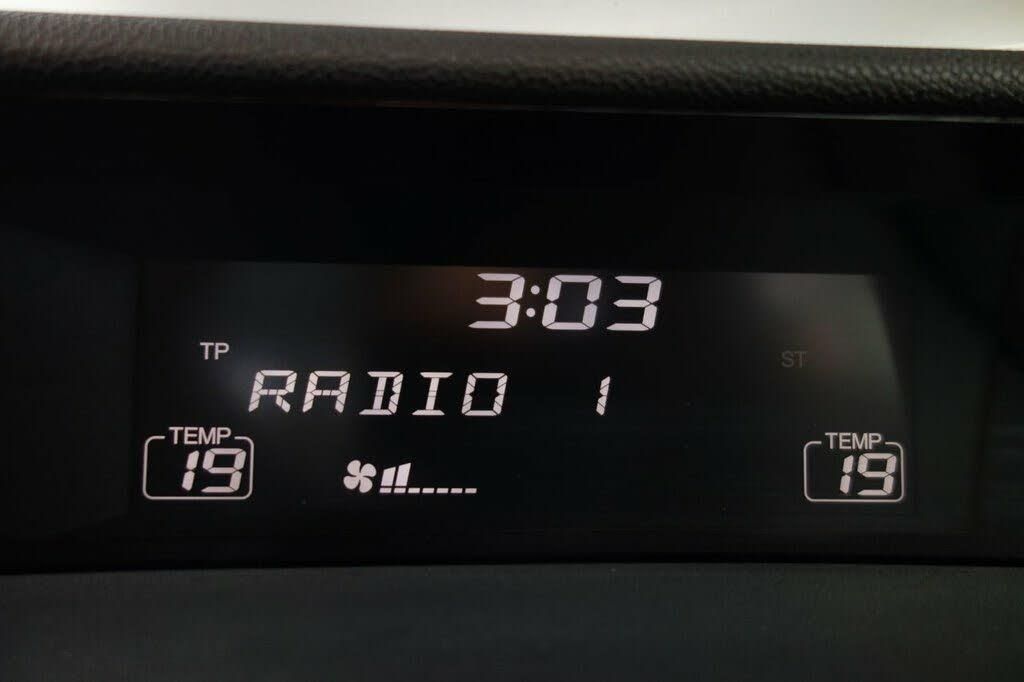 3:03
TP
ST
RADIO 1
TEMP
19
TEMP
19